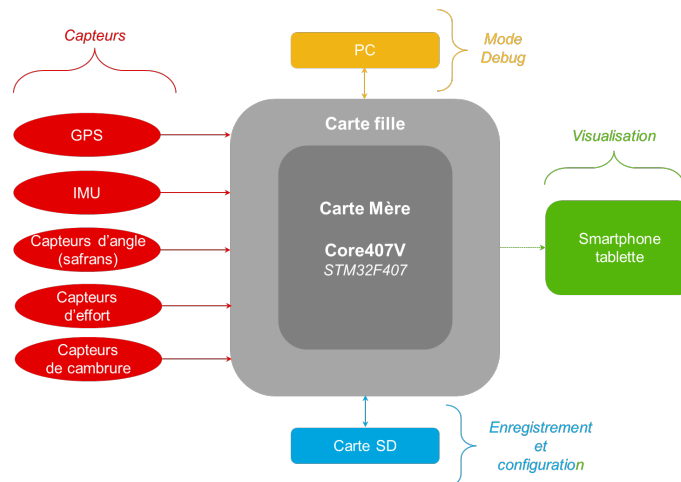 Capteurs
PC
Mode
Debug
Carte fille
GPS
Visualisation
IMU
Carte Mère
Capteurs d'angle
(safrans)
Core407V
STM32F407
Smartphone
tablette
Capteurs
d'effort
Capteurs
de cambrure
Carte SD
Enregistrement
et
configuration